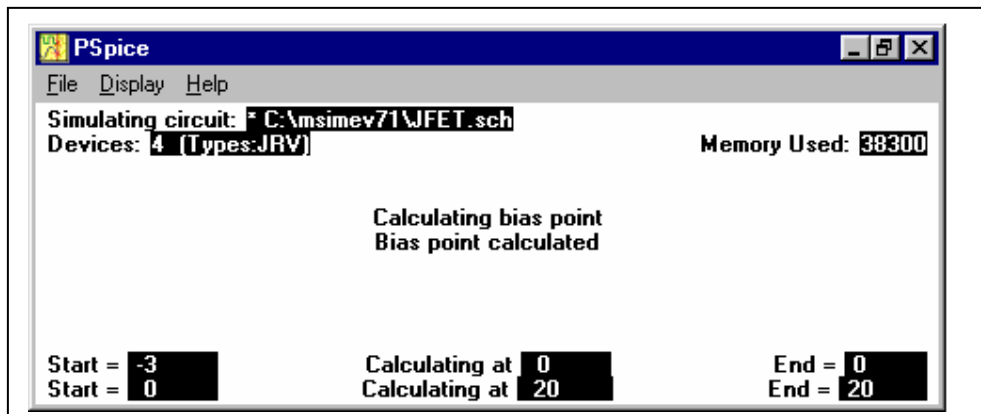 PSpice
File Display Help
Simulating circuit: * C:\msimev71\JFET.sch
Devices: 4 (Types:JRV) Memory Used: 38300
Calculating bias point
Bias point calculated
Start = -3 Calculating at 0 End = 0
Start = 0 Calculating at 20 End = 20